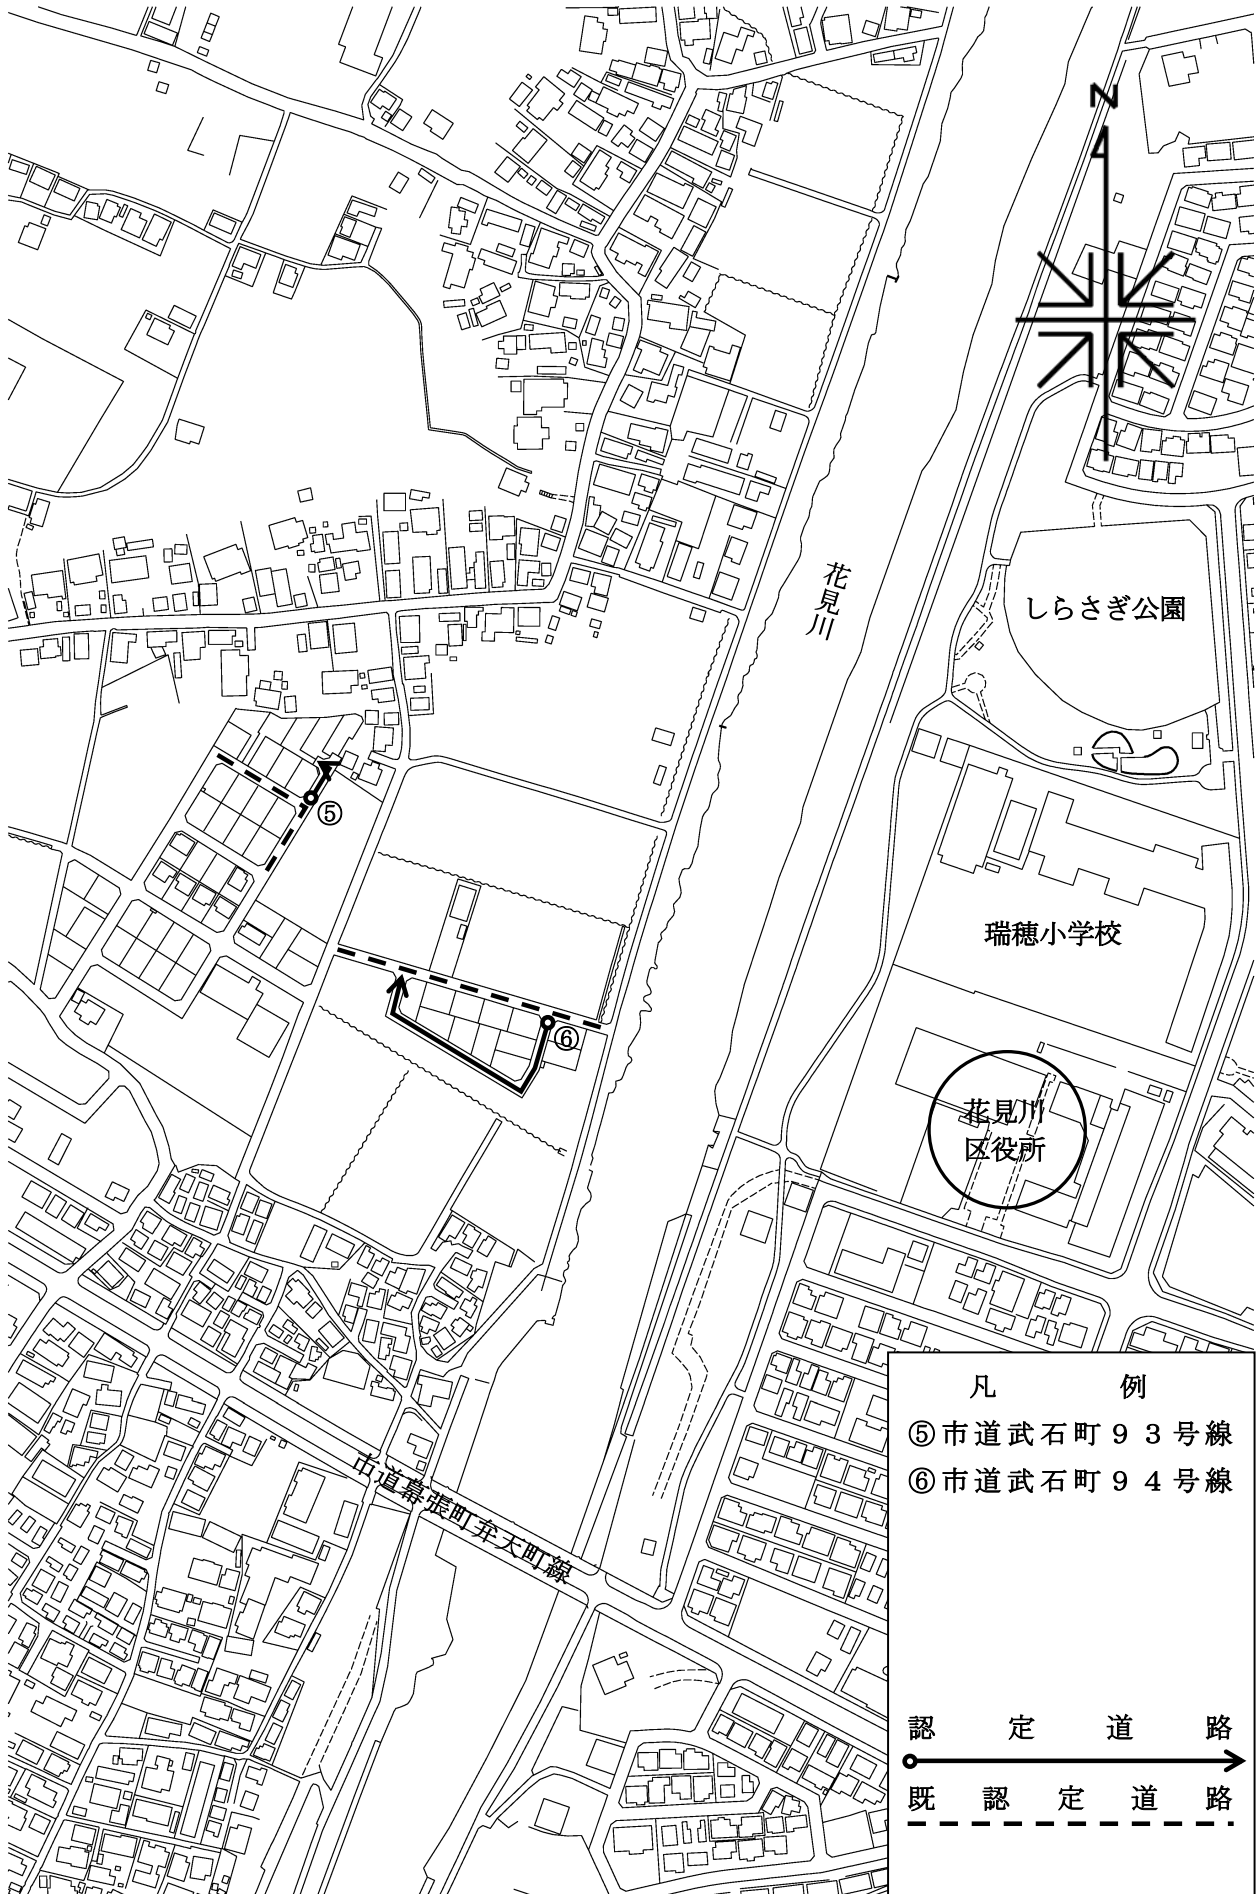 N
花見川
しらさぎ公園
⑤
瑞穂小学校
⑥
花見川
区役所
市道幕張町弁天町線
凡例
⑤市道武石町93号線
⑥市道武石町94号線
認定道路
既認定道路